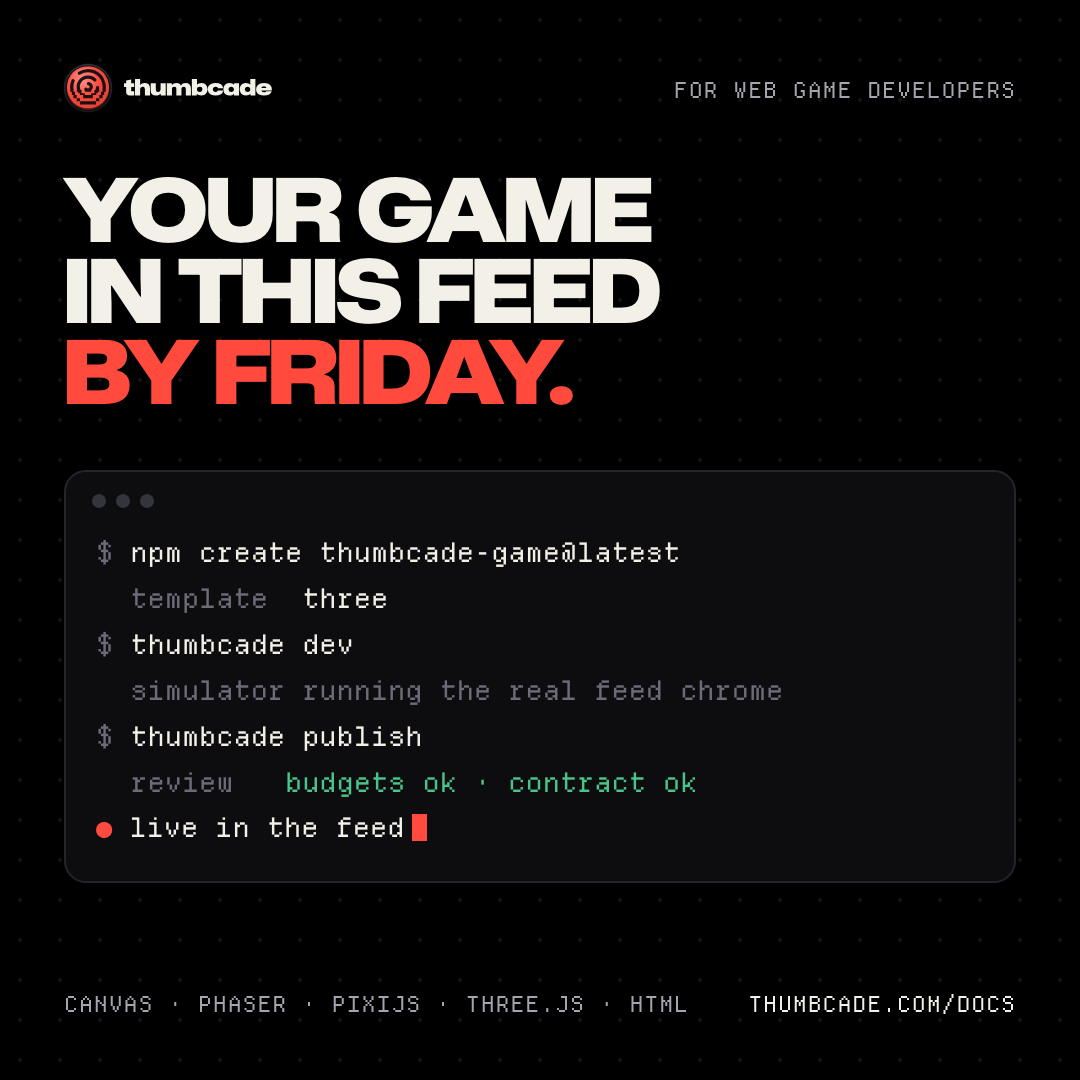 thumbcade
FOR WEB GAME DEVELOPERS
YOUR GAME
IN THIS FEED
BY FRIDAY.
$ npm create thumbcade-game@latest
template three
$ thumbcade dev
simulator running the real feed chrome
$ thumbcade publish
review budgets ok · contract ok
● live in the feed
CANVAS · PHASER · PIXIJS · THREE.JS · HTML
THUMBCADE.COM/DOCS